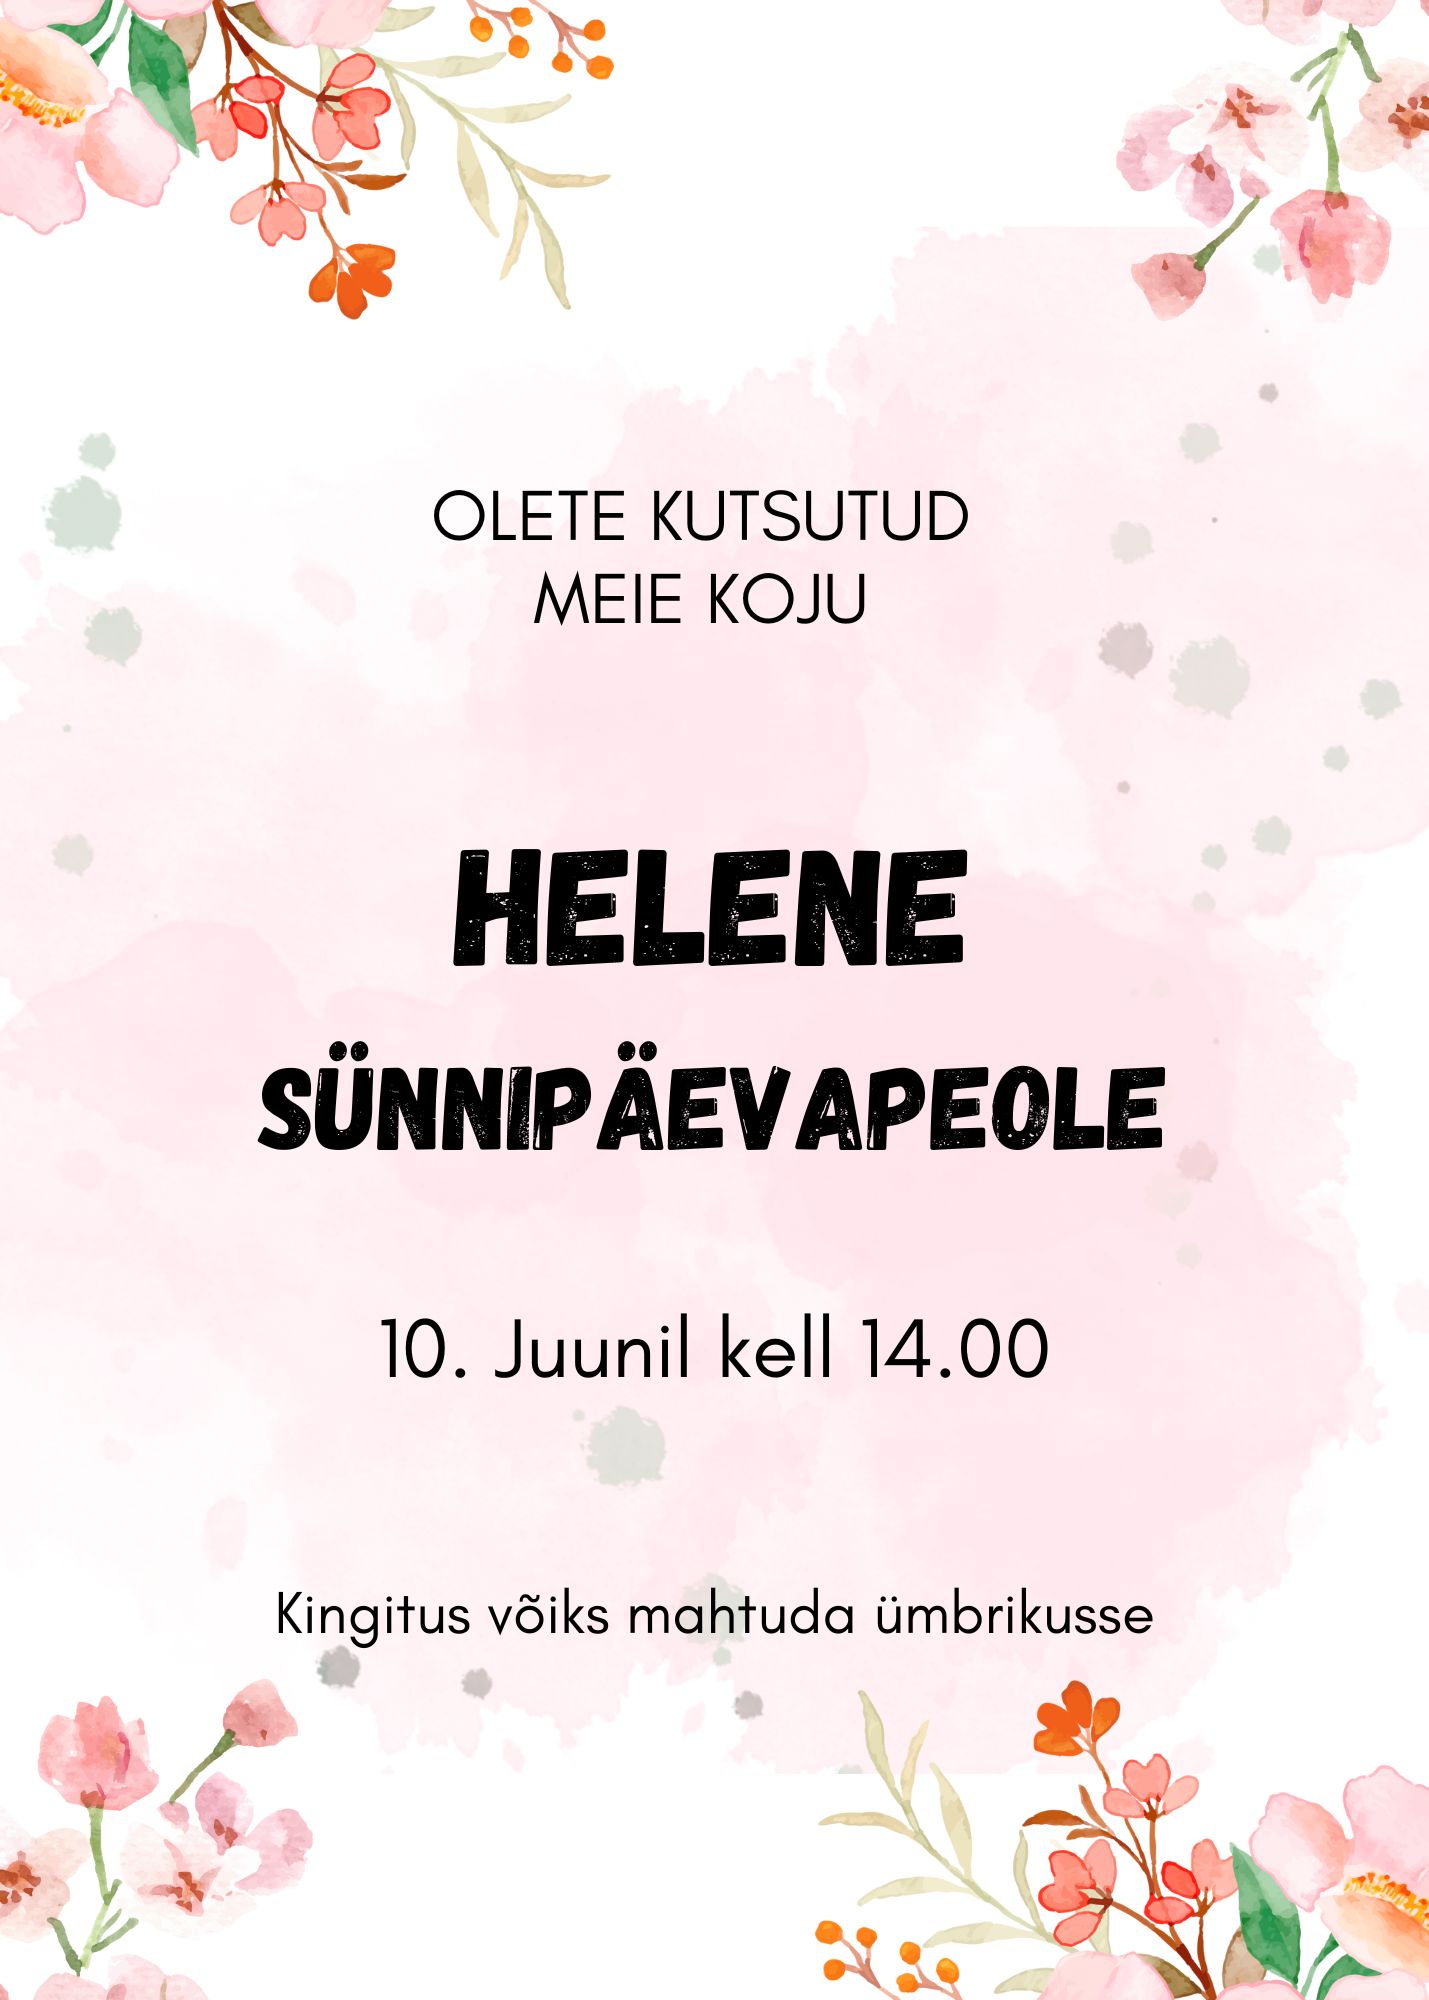 OLETE KUTSUTUD
MEIE KOJU
HELENE
SÜNNIPÄEVAPEOLE
10. Juunil kell 14.00
Kingitus võiks mahtuda ümbrikusse